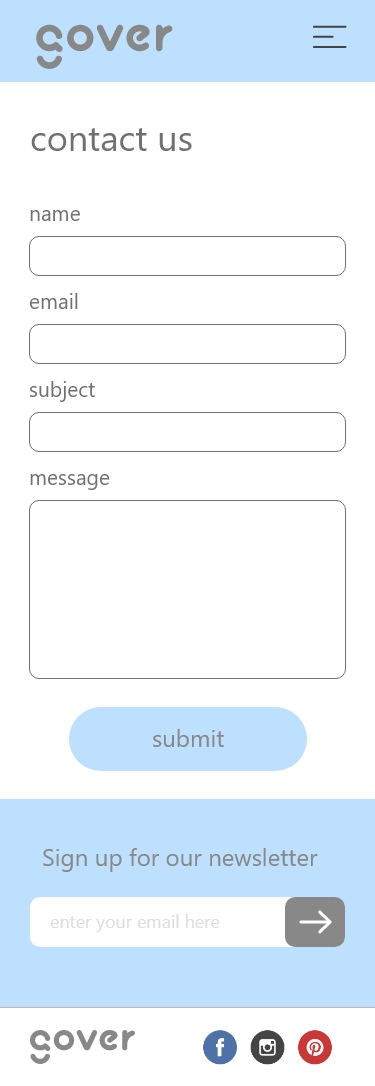 gover
contact us
name
email
subject
message
submit
Sign up for our newsletter
enter your email here
gover